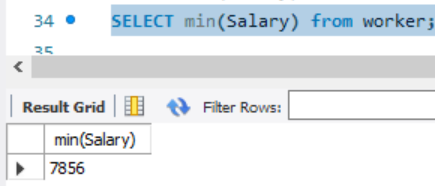 34 SELECT min(Salary) from worker;
35
Result Grid Filter Rows:
min(Salary)
7856